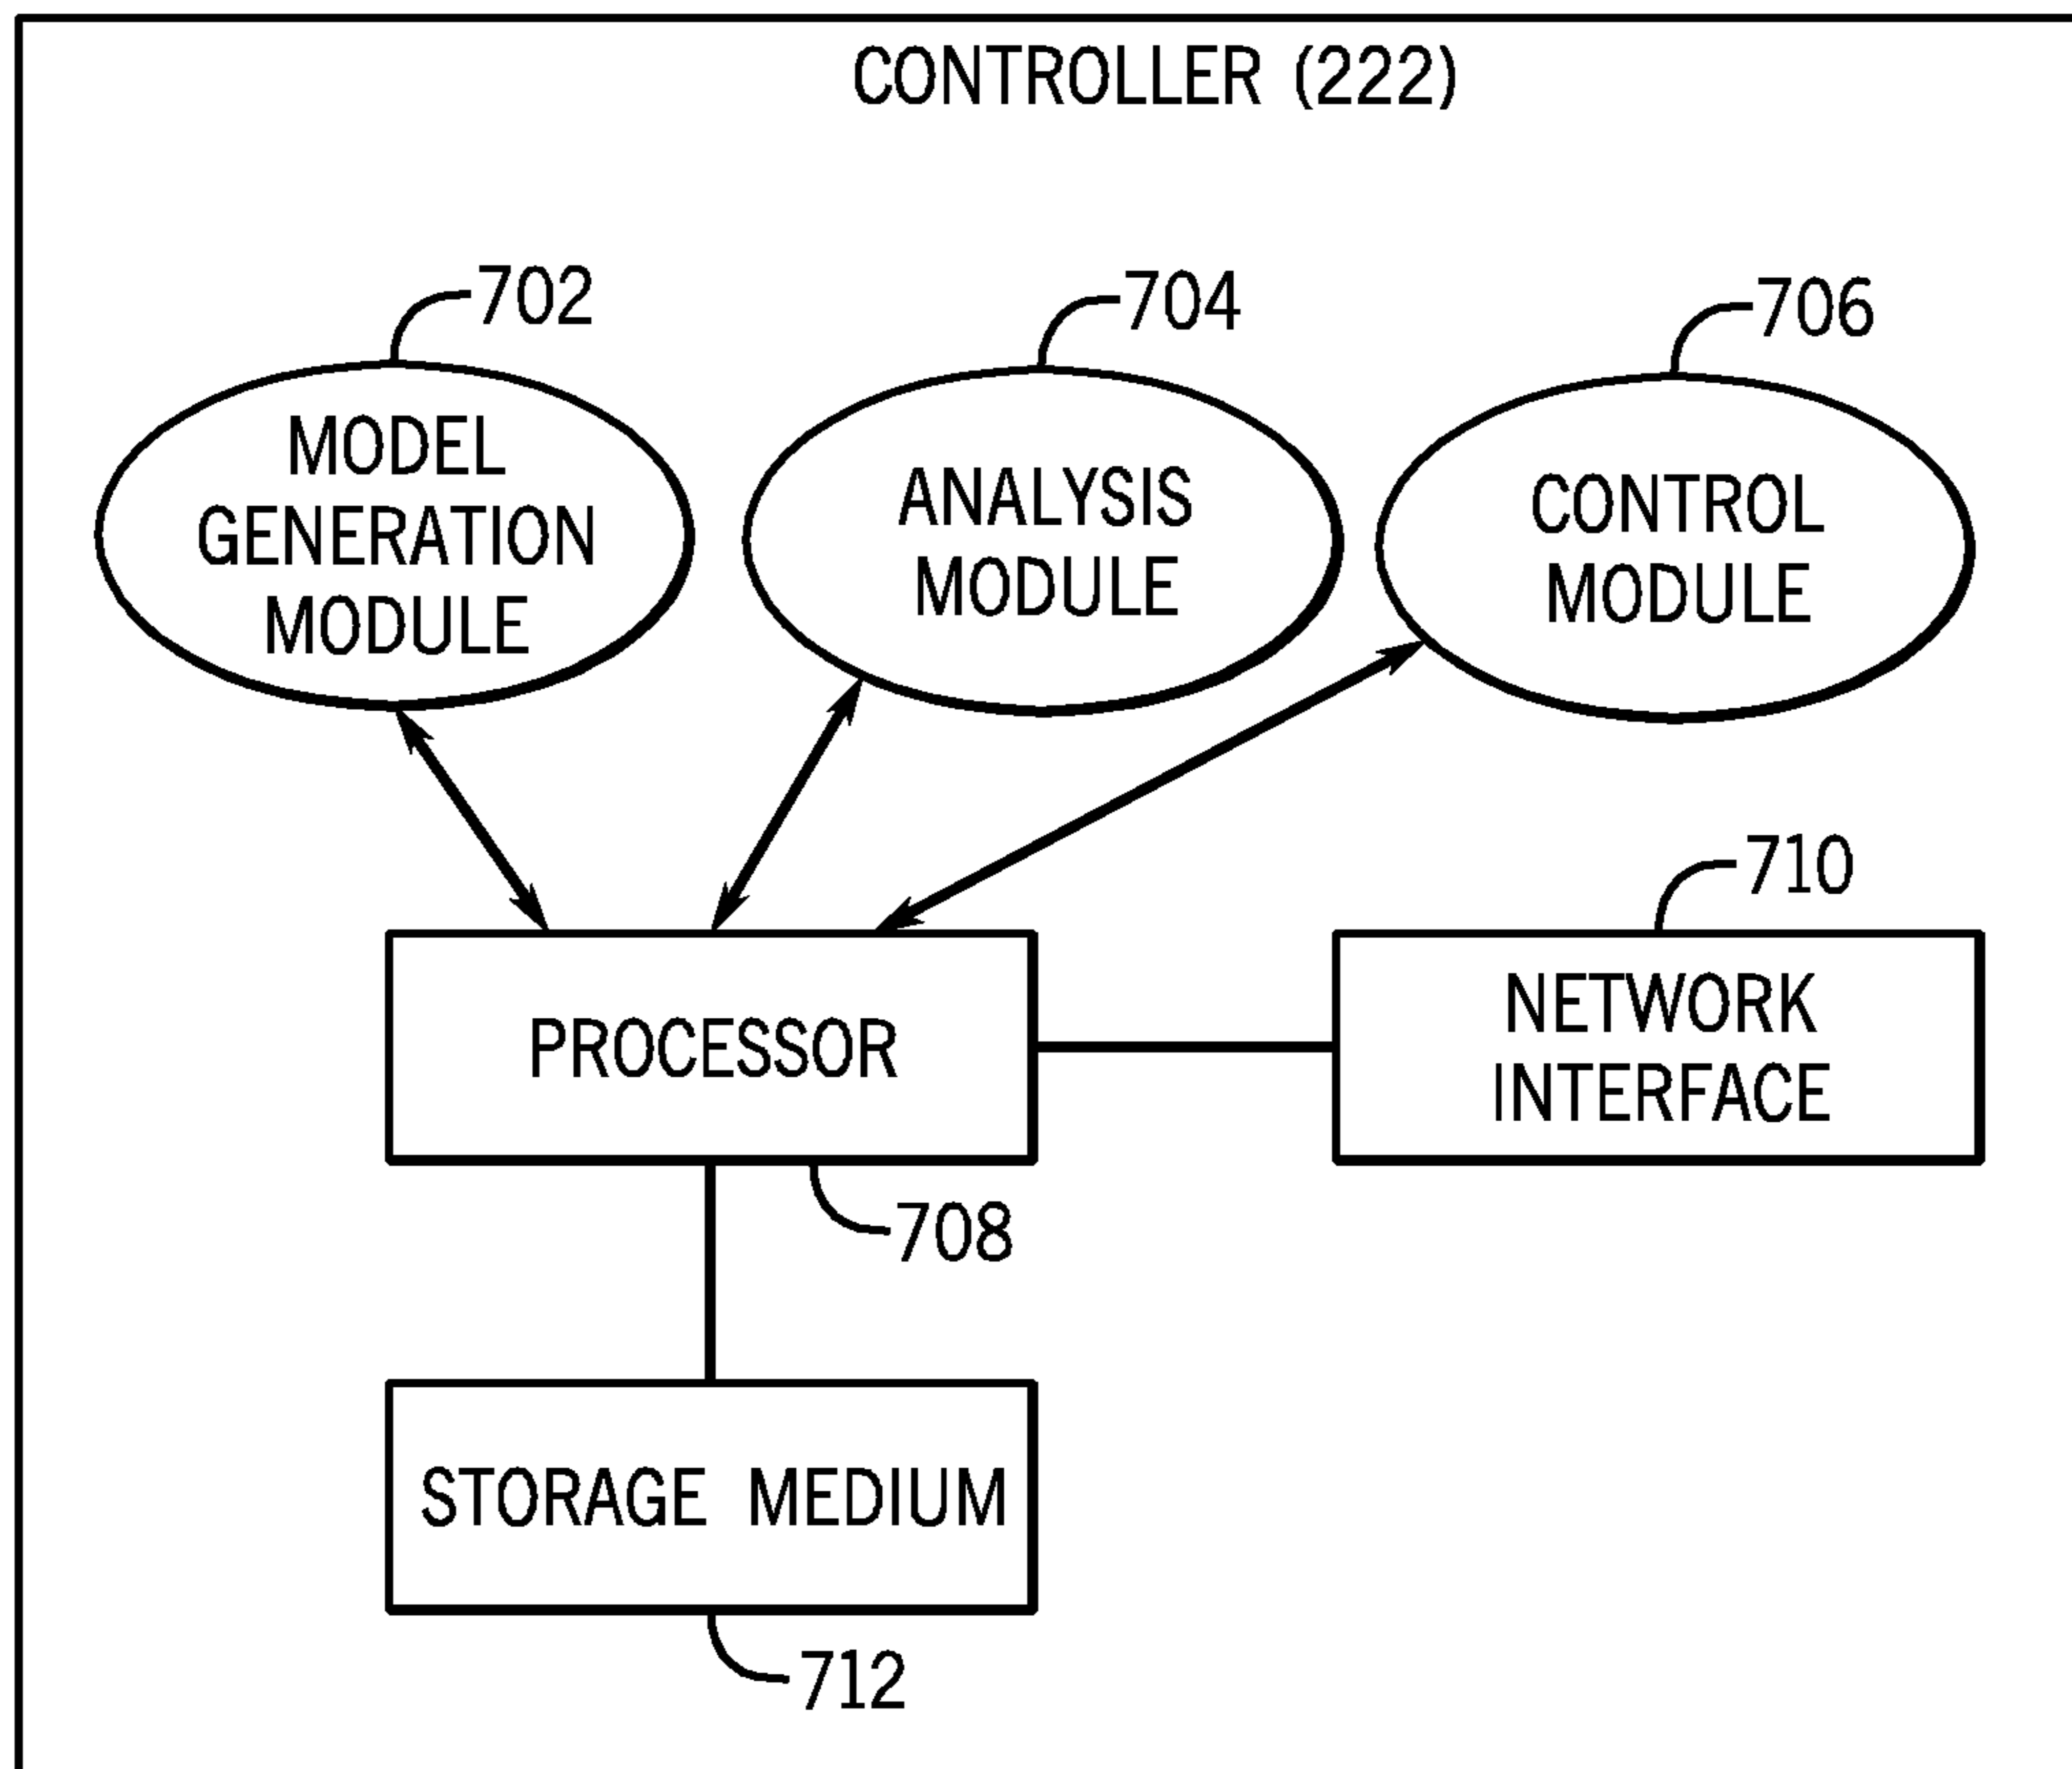 CONTROLLER (222)
702
704
706
MODEL
GENERATION
MODULE
ANALYSIS
MODULE
CONTROL
MODULE
710
PROCESSOR
NETWORK
INTERFACE
708
STORAGE MEDIUM
712